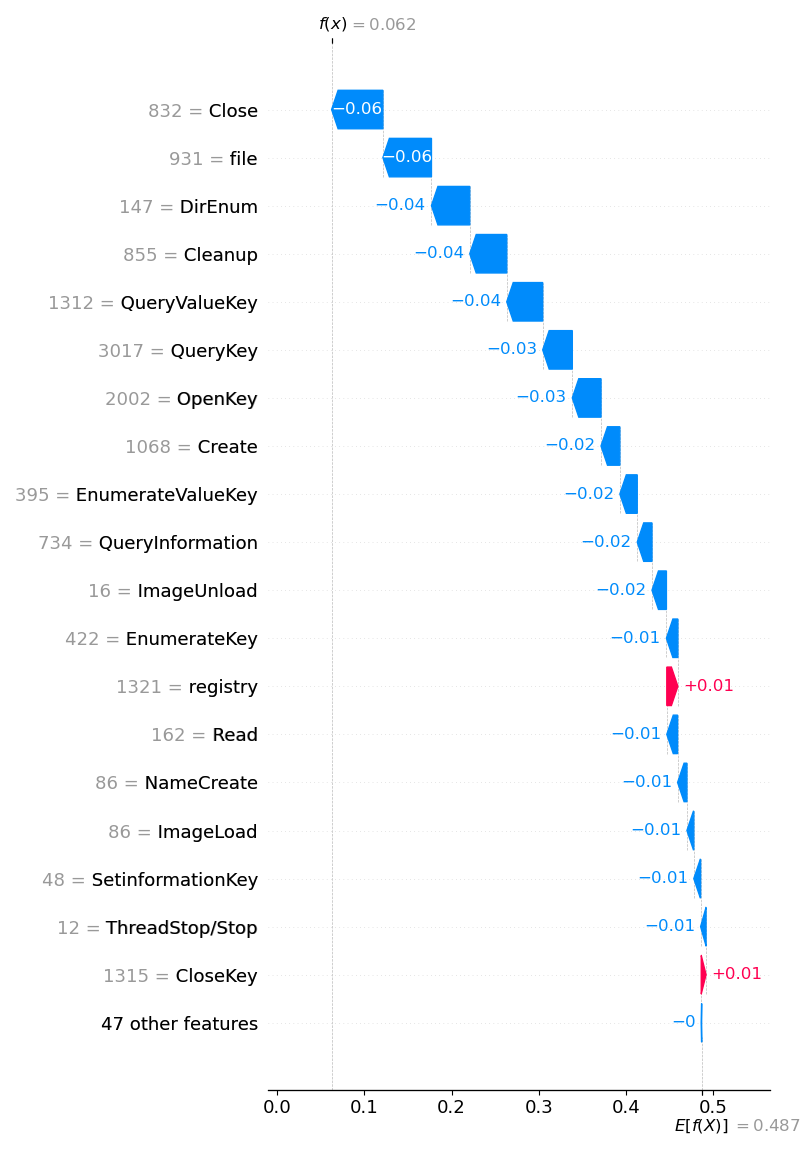 f(x) = 0.062
832 = Close
−0.06
931 = file
−0.06
147 = DirEnum
−0.04
855 = Cleanup
−0.04
1312 = QueryValueKey
−0.04
3017 = QueryKey
−0.03
2002 = OpenKey
−0.03
1068 = Create
−0.02
395 = EnumerateValueKey
−0.02
734 = QueryInformation
−0.02
16 = ImageUnload
−0.02
422 = EnumerateKey
−0.01
1321 = registry
+0.01
162 = Read
−0.01
86 = NameCreate
−0.01
86 = ImageLoad
−0.01
48 = SetinformationKey
−0.01
12 = ThreadStop/Stop
−0.01
1315 = CloseKey
+0.01
47 other features
−0
0.0 0.1 0.2 0.3 0.4 0.5
E[f(X)] = 0.487